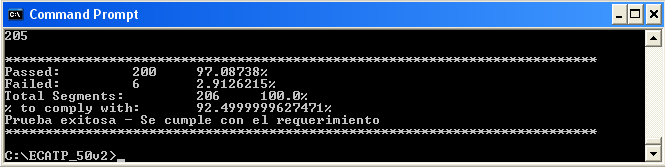 Command Prompt
205
*************************************************************************
Passed: 200 97.08738%
Failed: 6 2.9126215%
Total Segments: 206 100.0%
% to comply with: 92.4999999627471%
Prueba exitosa - Se cumple con el requerimiento
*************************************************************************
C:\ECATP_50v2>_